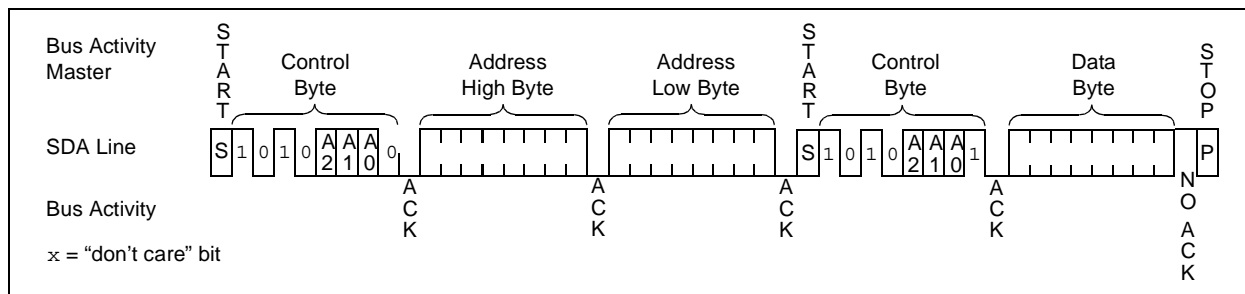 Bus Activity
Master
START
Control
Byte
Address
High Byte
Address
Low Byte
START
Control
Byte
Data
Byte
STOP
SDA Line
S 1 0 1 0 A2 A1 A0 0
S 1 0 1 0 A2 A1 A0 1
P
Bus Activity
ACK
ACK
ACK
ACK
NO ACK
x = “don’t care” bit